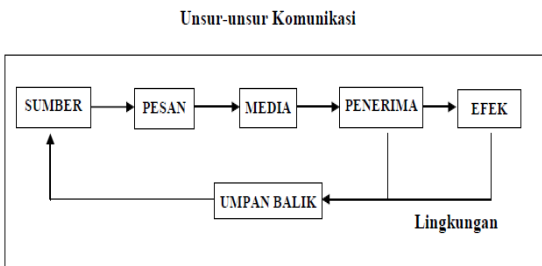 Unsur-unsur Komunikasi
SUMBER
PESAN
MEDIA
PENERIMA
EFEK
UMPAN BALIK
Lingkungan